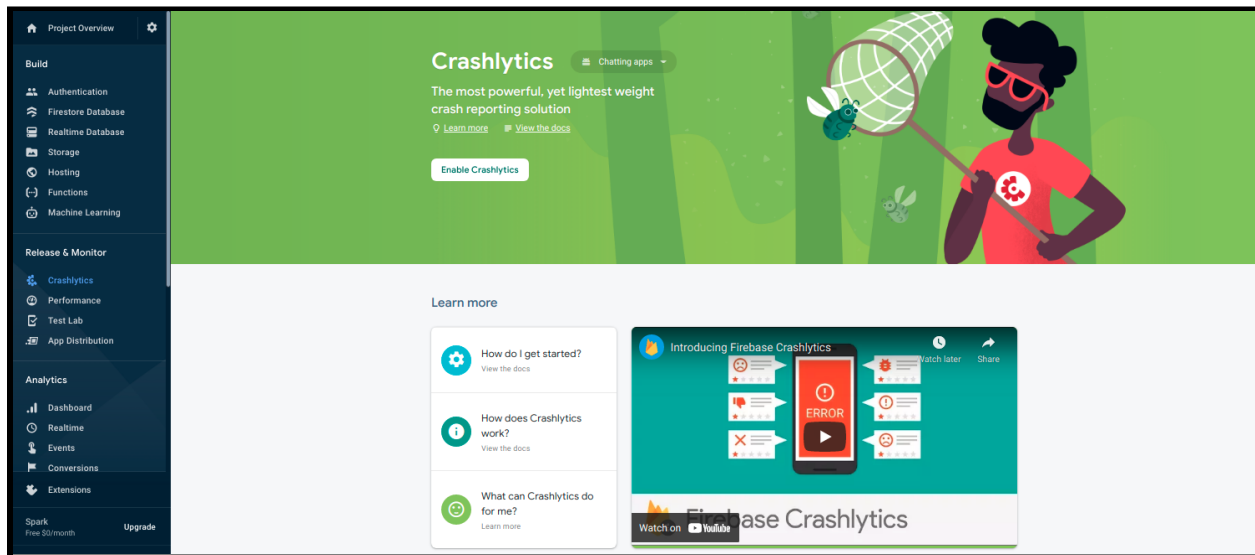 Project Overview
Build
Authentication
Firestore Database
Realtime Database
Storage
Hosting
Functions
Machine Learning
Release & Monitor
Crashlytics
Performance
Test Lab
App Distribution
Analytics
Dashboard
Realtime
Events
Conversions
Extensions
Spark
Free $0/month
Upgrade
Crashlytics
Chatting apps
The most powerful, yet lightest weight
crash reporting solution
Learn more View the docs
Enable Crashlytics
Learn more
How do I get started?
View the docs
How does Crashlytics
work?
View the docs
What can Crashlytics do
for me?
Learn more
Introducing Firebase Crashlytics
Watch later Share
ERROR
Firebase Crashlytics
Watch on YouTube